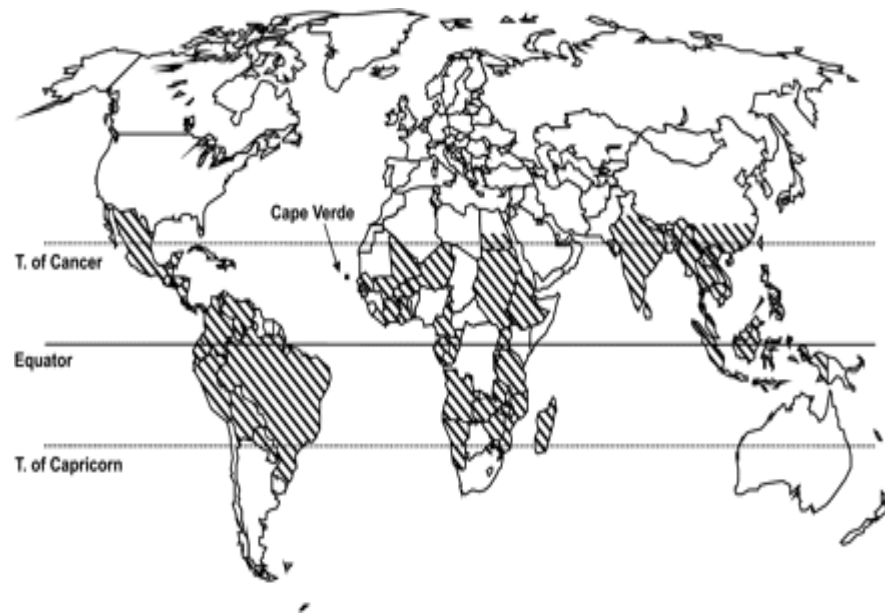 Cape Verde
T. of Cancer
Equator
T. of Capricorn